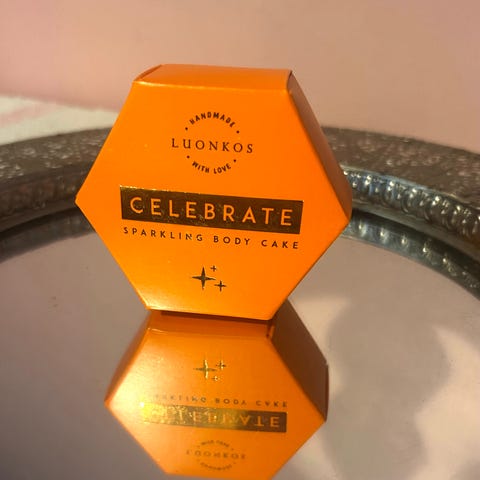 HANDMADE
LUONKOS
WITH LOVE
CELEBRATE
SPARKLING BODY CAKE